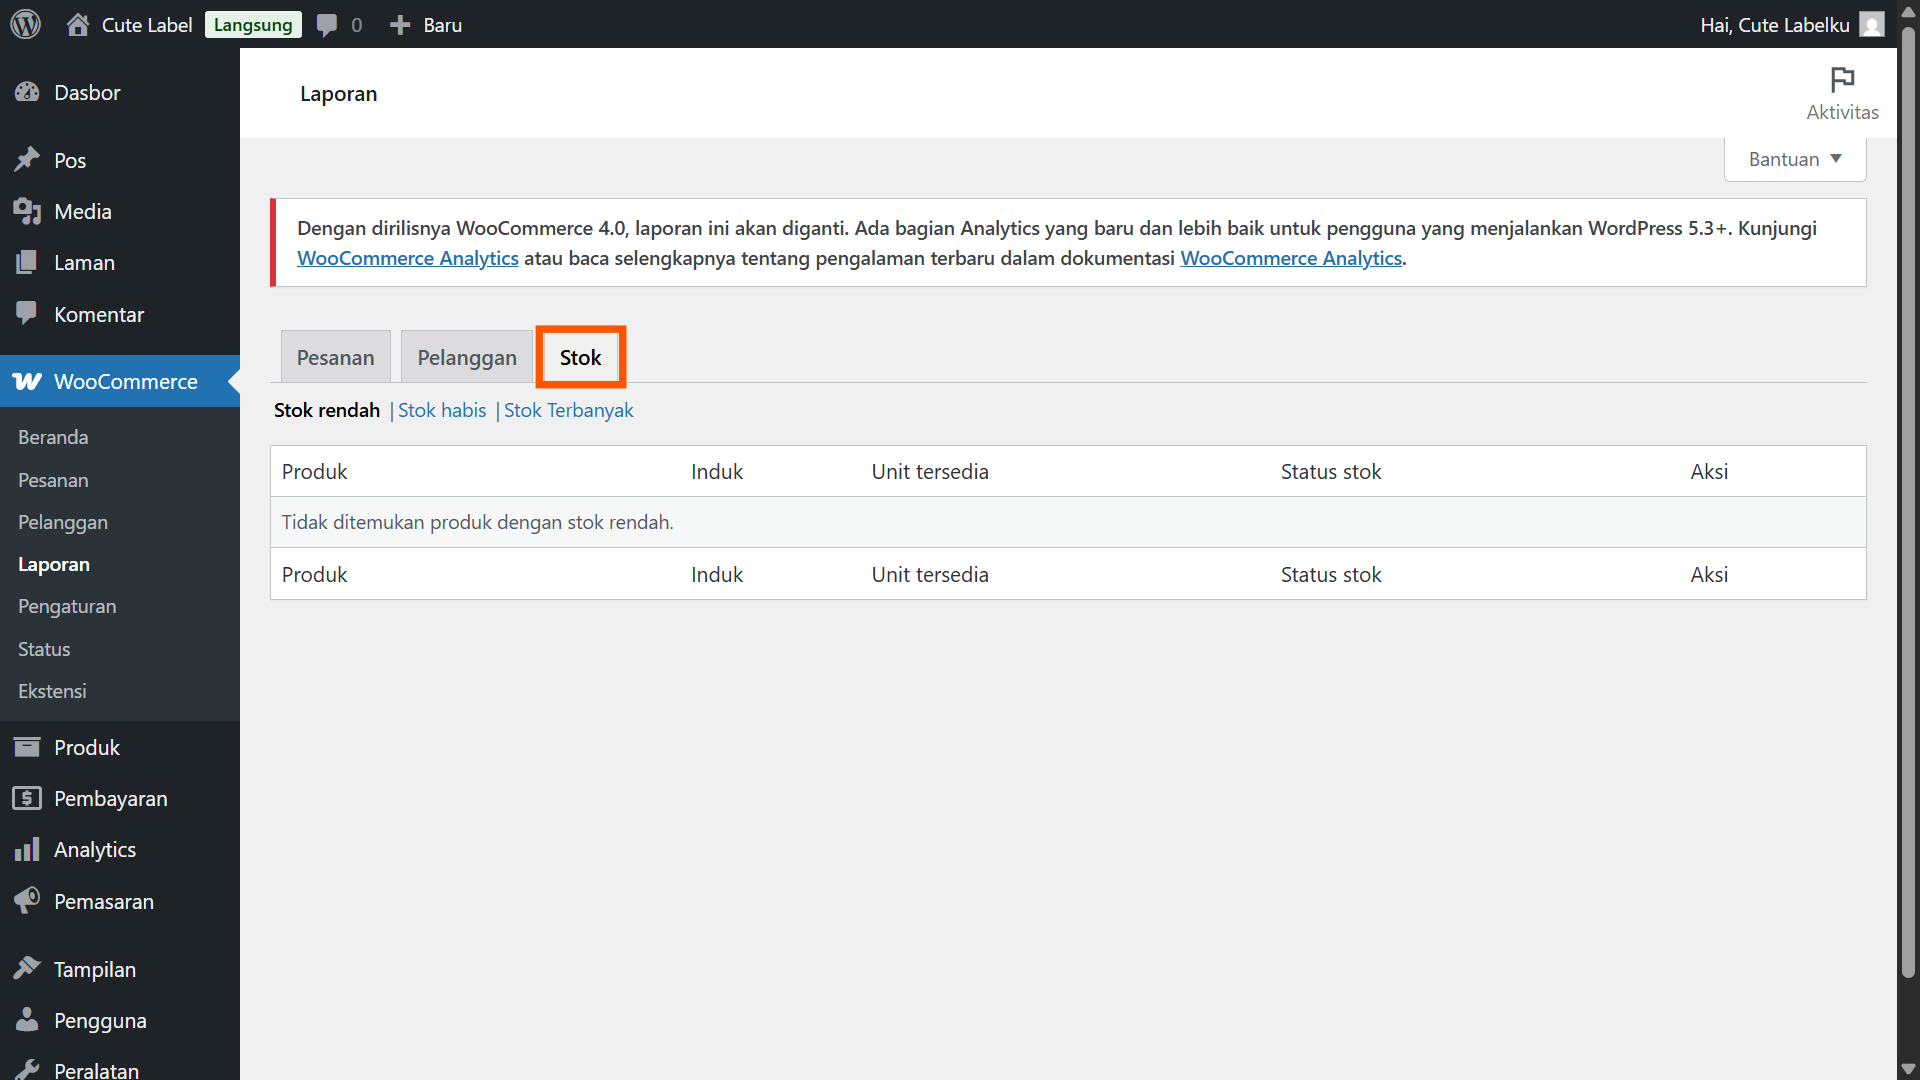 Cute Label Langsung 0 Baru
Hai, Cute Labelku
Dasbor
Pos
Media
Laman
Komentar
WooCommerce
Beranda
Pesanan
Pelanggan
Laporan
Pengaturan
Status
Ekstensi
Produk
Pembayaran
Analytics
Pemasaran
Tampilan
Pengguna
Peralatan
Laporan
Aktivitas
Bantuan
Dengan dirilisnya WooCommerce 4.0, laporan ini akan diganti. Ada bagian Analytics yang baru dan lebih baik untuk pengguna yang menjalankan WordPress 5.3+. Kunjungi
WooCommerce Analytics atau baca selengkapnya tentang pengalaman terbaru dalam dokumentasi WooCommerce Analytics.
Pesanan Pelanggan Stok
Stok rendah | Stok habis | Stok Terbanyak
Produk Induk Unit tersedia Status stok Aksi
Tidak ditemukan produk dengan stok rendah.
Produk Induk Unit tersedia Status stok Aksi